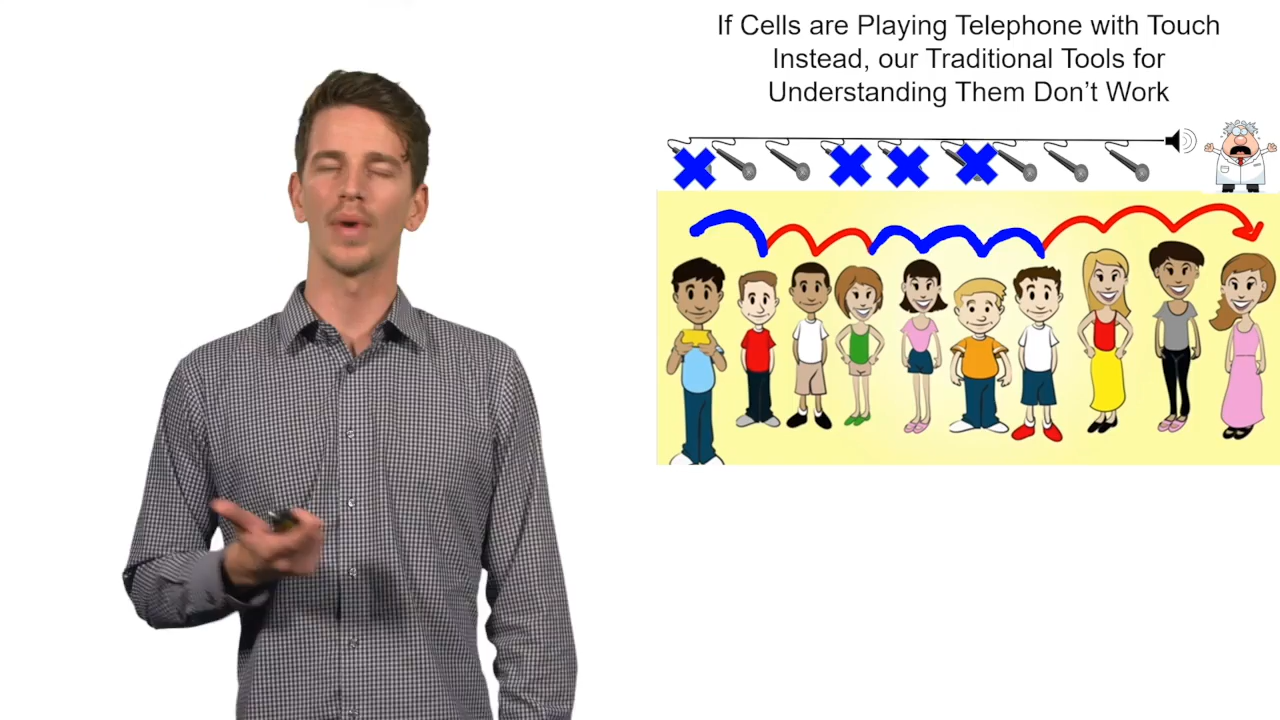 If Cells are Playing Telephone with Touch
Instead, our Traditional Tools for
Understanding Them Don't Work